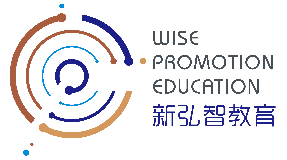 WISE
PROMOTION
EDUCATION
新弘智教育